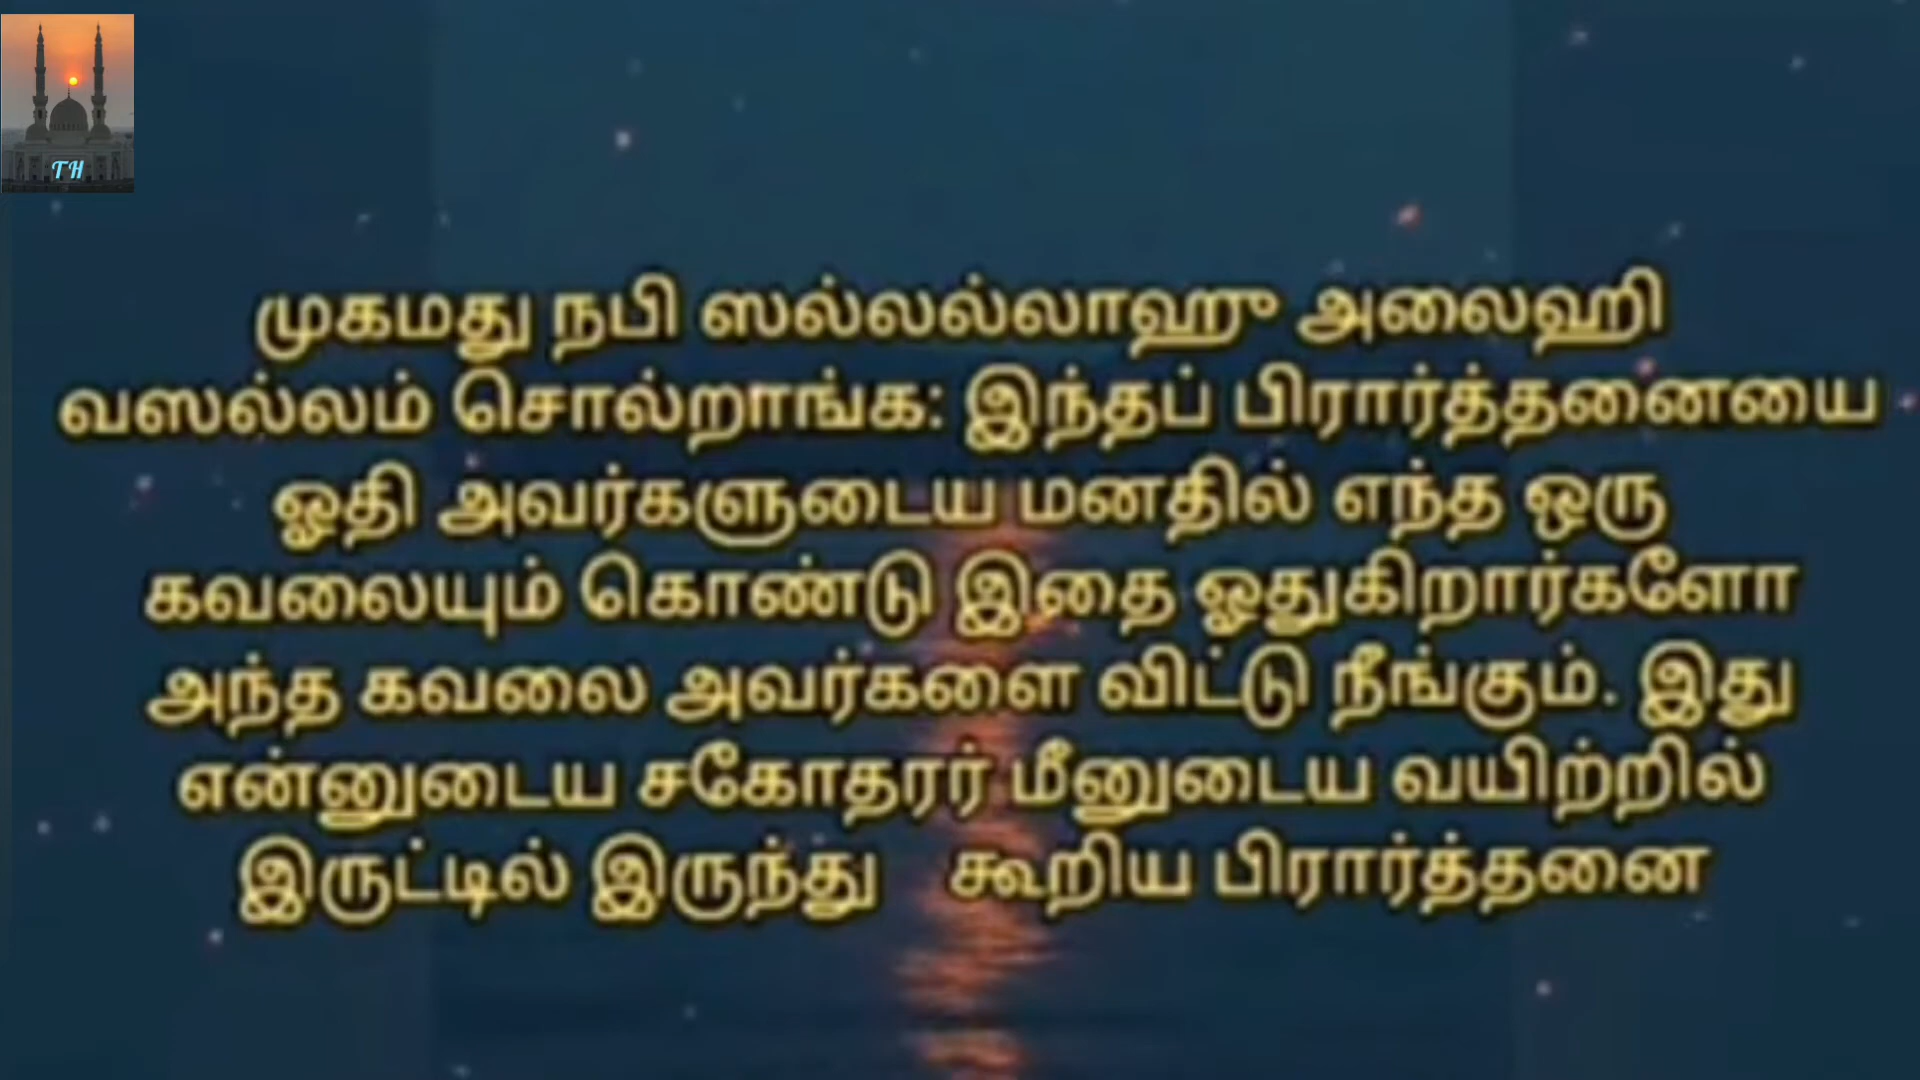 TH
முகமது நபி ஸல்லல்லாஹு அலைஹி
வஸல்லம் சொல்றாங்க: இந்தப் பிரார்த்தனையை
ஓதி அவர்களுடைய மனதில் எந்த ஒரு
கவலையும் கொண்டு இதை ஓதுகிறார்களோ
அந்த கவலை அவர்களை விட்டு நீங்கும். இது
என்னுடைய சகோதரர் மீனுடைய வயிற்றில்
இருட்டில் இருந்து கூறிய பிரார்த்தனை